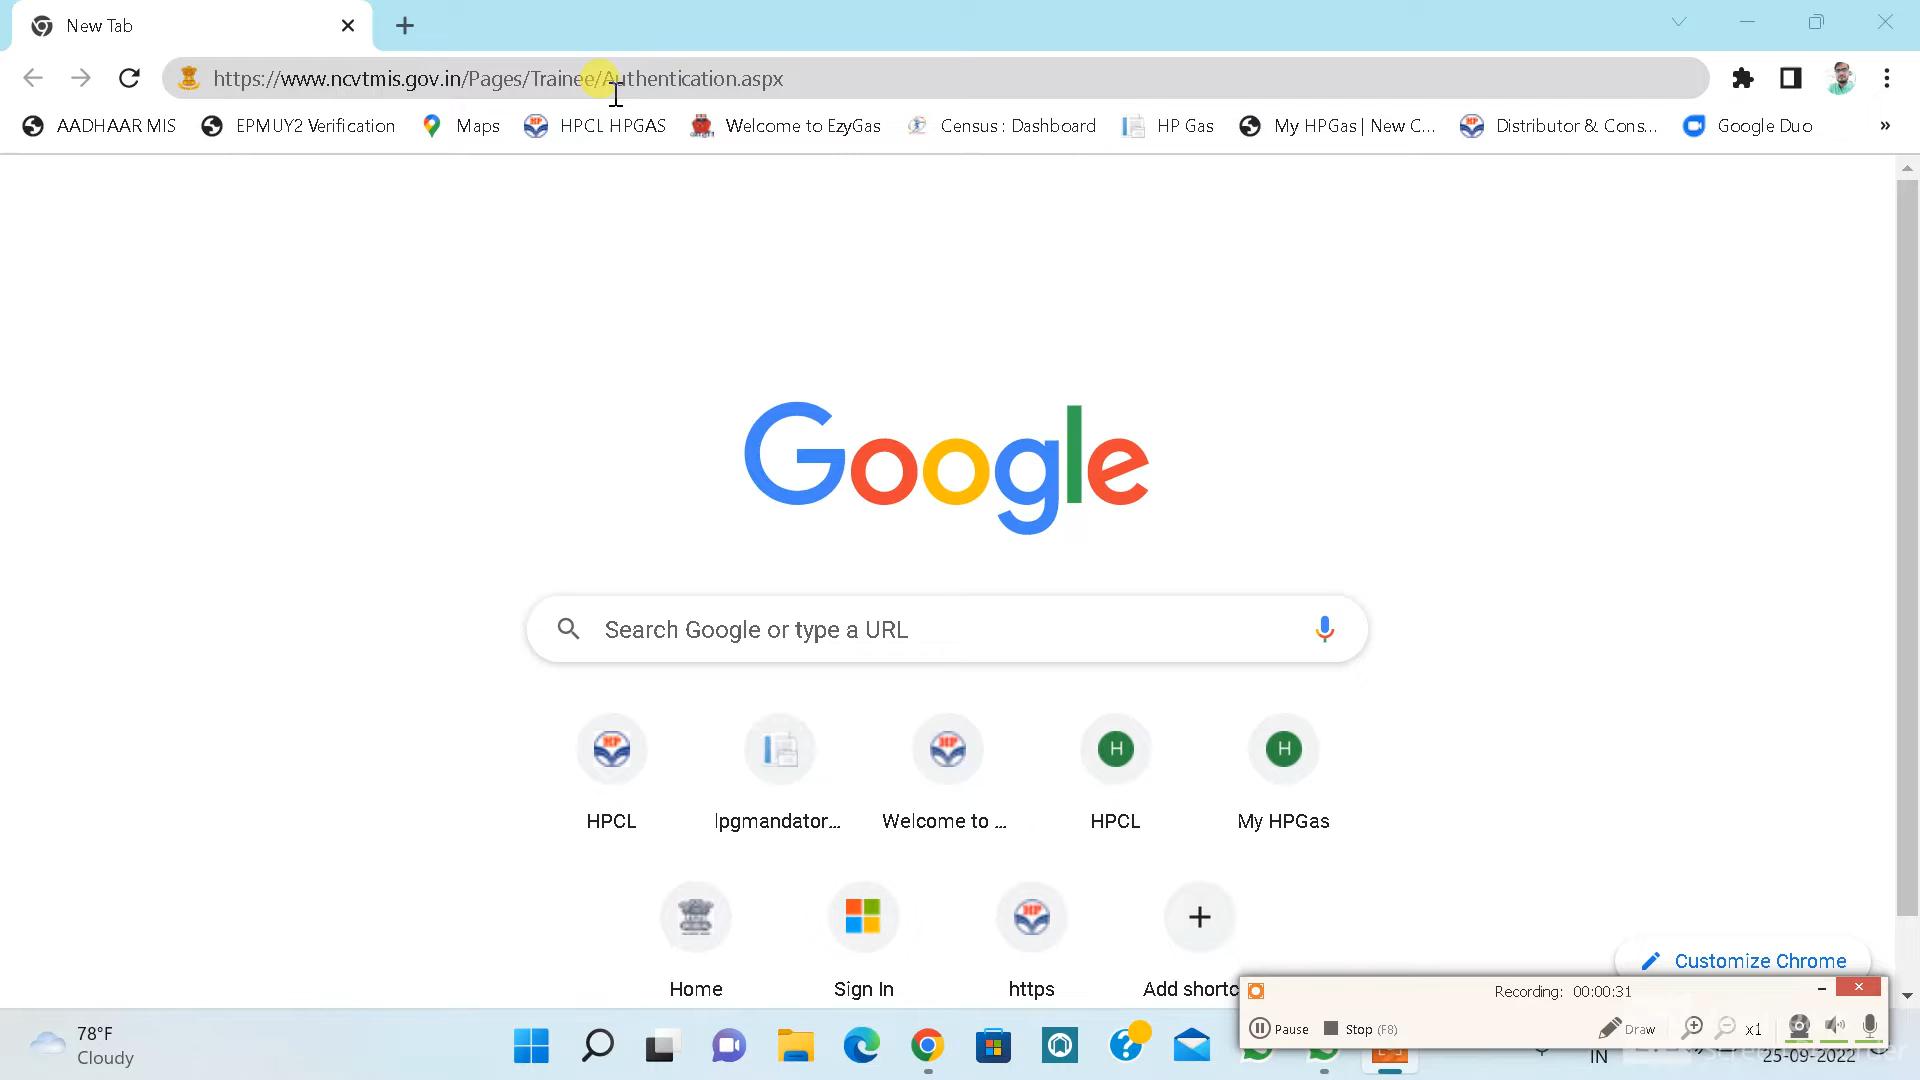 New Tab
https://www.ncvtmis.gov.in/Pages/Trainee/Authentication.aspx
AADHAAR MIS EPMUY2 Verification Maps HPCL HPGAS Welcome to EzyGas Census : Dashboard HP Gas My HPGas | New C... Distributor & Cons... Google Duo »
Google
Search Google or type a URL
H H
HPCL lpgmandator... Welcome to ... HPCL My HPGas
Customize Chrome
Home Sign In https Add shortc
Recording: 00:00:31
Pause Stop (F8) Draw x1
78°F
Cloudy
IN 25-09-2022